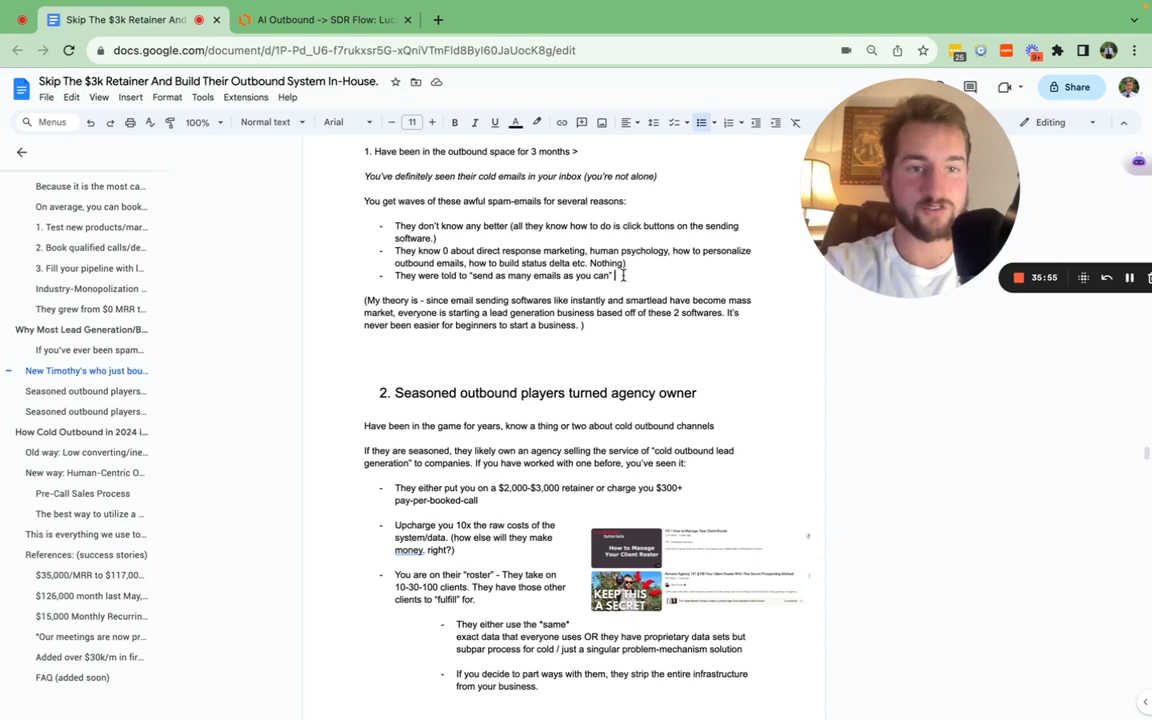 Skip The $3k Retainer And
AI Outbound -> SDR Flow: Luc
docs.google.com/document/d/1P-Pd_U6-f7rukxsr5G-xQniVTmFld8Byl60JaUocK8g/edit
25
9+
Skip The $3k Retainer And Build Their Outbound System In-House.
File Edit View Insert Format Tools Extensions Help
Share
Menus
100%
Normal text
Arial
11
B I U A
Editing
35:55
Because it is the most ca...
On average, you can book...
1. Test new products/mar...
2. Book qualified calls/de...
3. Fill your pipeline with l...
Industry-Monopolization
They grew from $0 MRR t...
Why Most Lead Generation/B...
If you've ever been spam...
New Timothy's who just bou...
Seasoned outbound players...
Seasoned outbound players...
How Cold Outbound in 2024 i...
Old way: Low converting/ine...
New way: Human-Centric O...
Pre-Call Sales Process
The best way to utilize a ...
This is everything we use to...
References: (success stories)
$35,000/MRR to $117,00...
$126,000 month last May,...
$15,000 Monthly Recurrin...
"Our meetings are now pr...
Added over $30k/m in fir...
FAQ (added soon)
1. Have been in the outbound space for 3 months >
You've definitely seen their cold emails in your inbox (you're not alone)
You get waves of these awful spam-emails for several reasons:
- They don't know any better (all they know how to do is click buttons on the sending
software.)
- They know 0 about direct response marketing, human psychology, how to personalize
outbound emails, how to build status delta etc. Nothing)
- They were told to "send as many emails as you can"
(My theory is - since email sending softwares like instantly and smartlead have become mass
market, everyone is starting a lead generation business based off of these 2 softwares. It's
never been easier for beginners to start a business. )
2. Seasoned outbound players turned agency owner
Have been in the game for years, know a thing or two about cold outbound channels
If they are seasoned, they likely own an agency selling the service of "cold outbound lead
generation" to companies. If you have worked with one before, you've seen it:
- They either put you on a $2,000-$3,000 retainer or charge you $300+
pay-per-booked-call
- Upcharge you 10x the raw costs of the
system/data. (how else will they make
money, right?)
- You are on their "roster" - They take on
10-30-100 clients. They have those other
clients to "fulfill" for.
tutorials
How to Manage
Your Client Roster
KEEP THIS
A SECRET
- They either use the *same*
exact data that everyone uses OR they have proprietary data sets but
subpar process for cold / just a singular problem-mechanism solution
- If you decide to part ways with them, they strip the entire infrastructure
from your business.